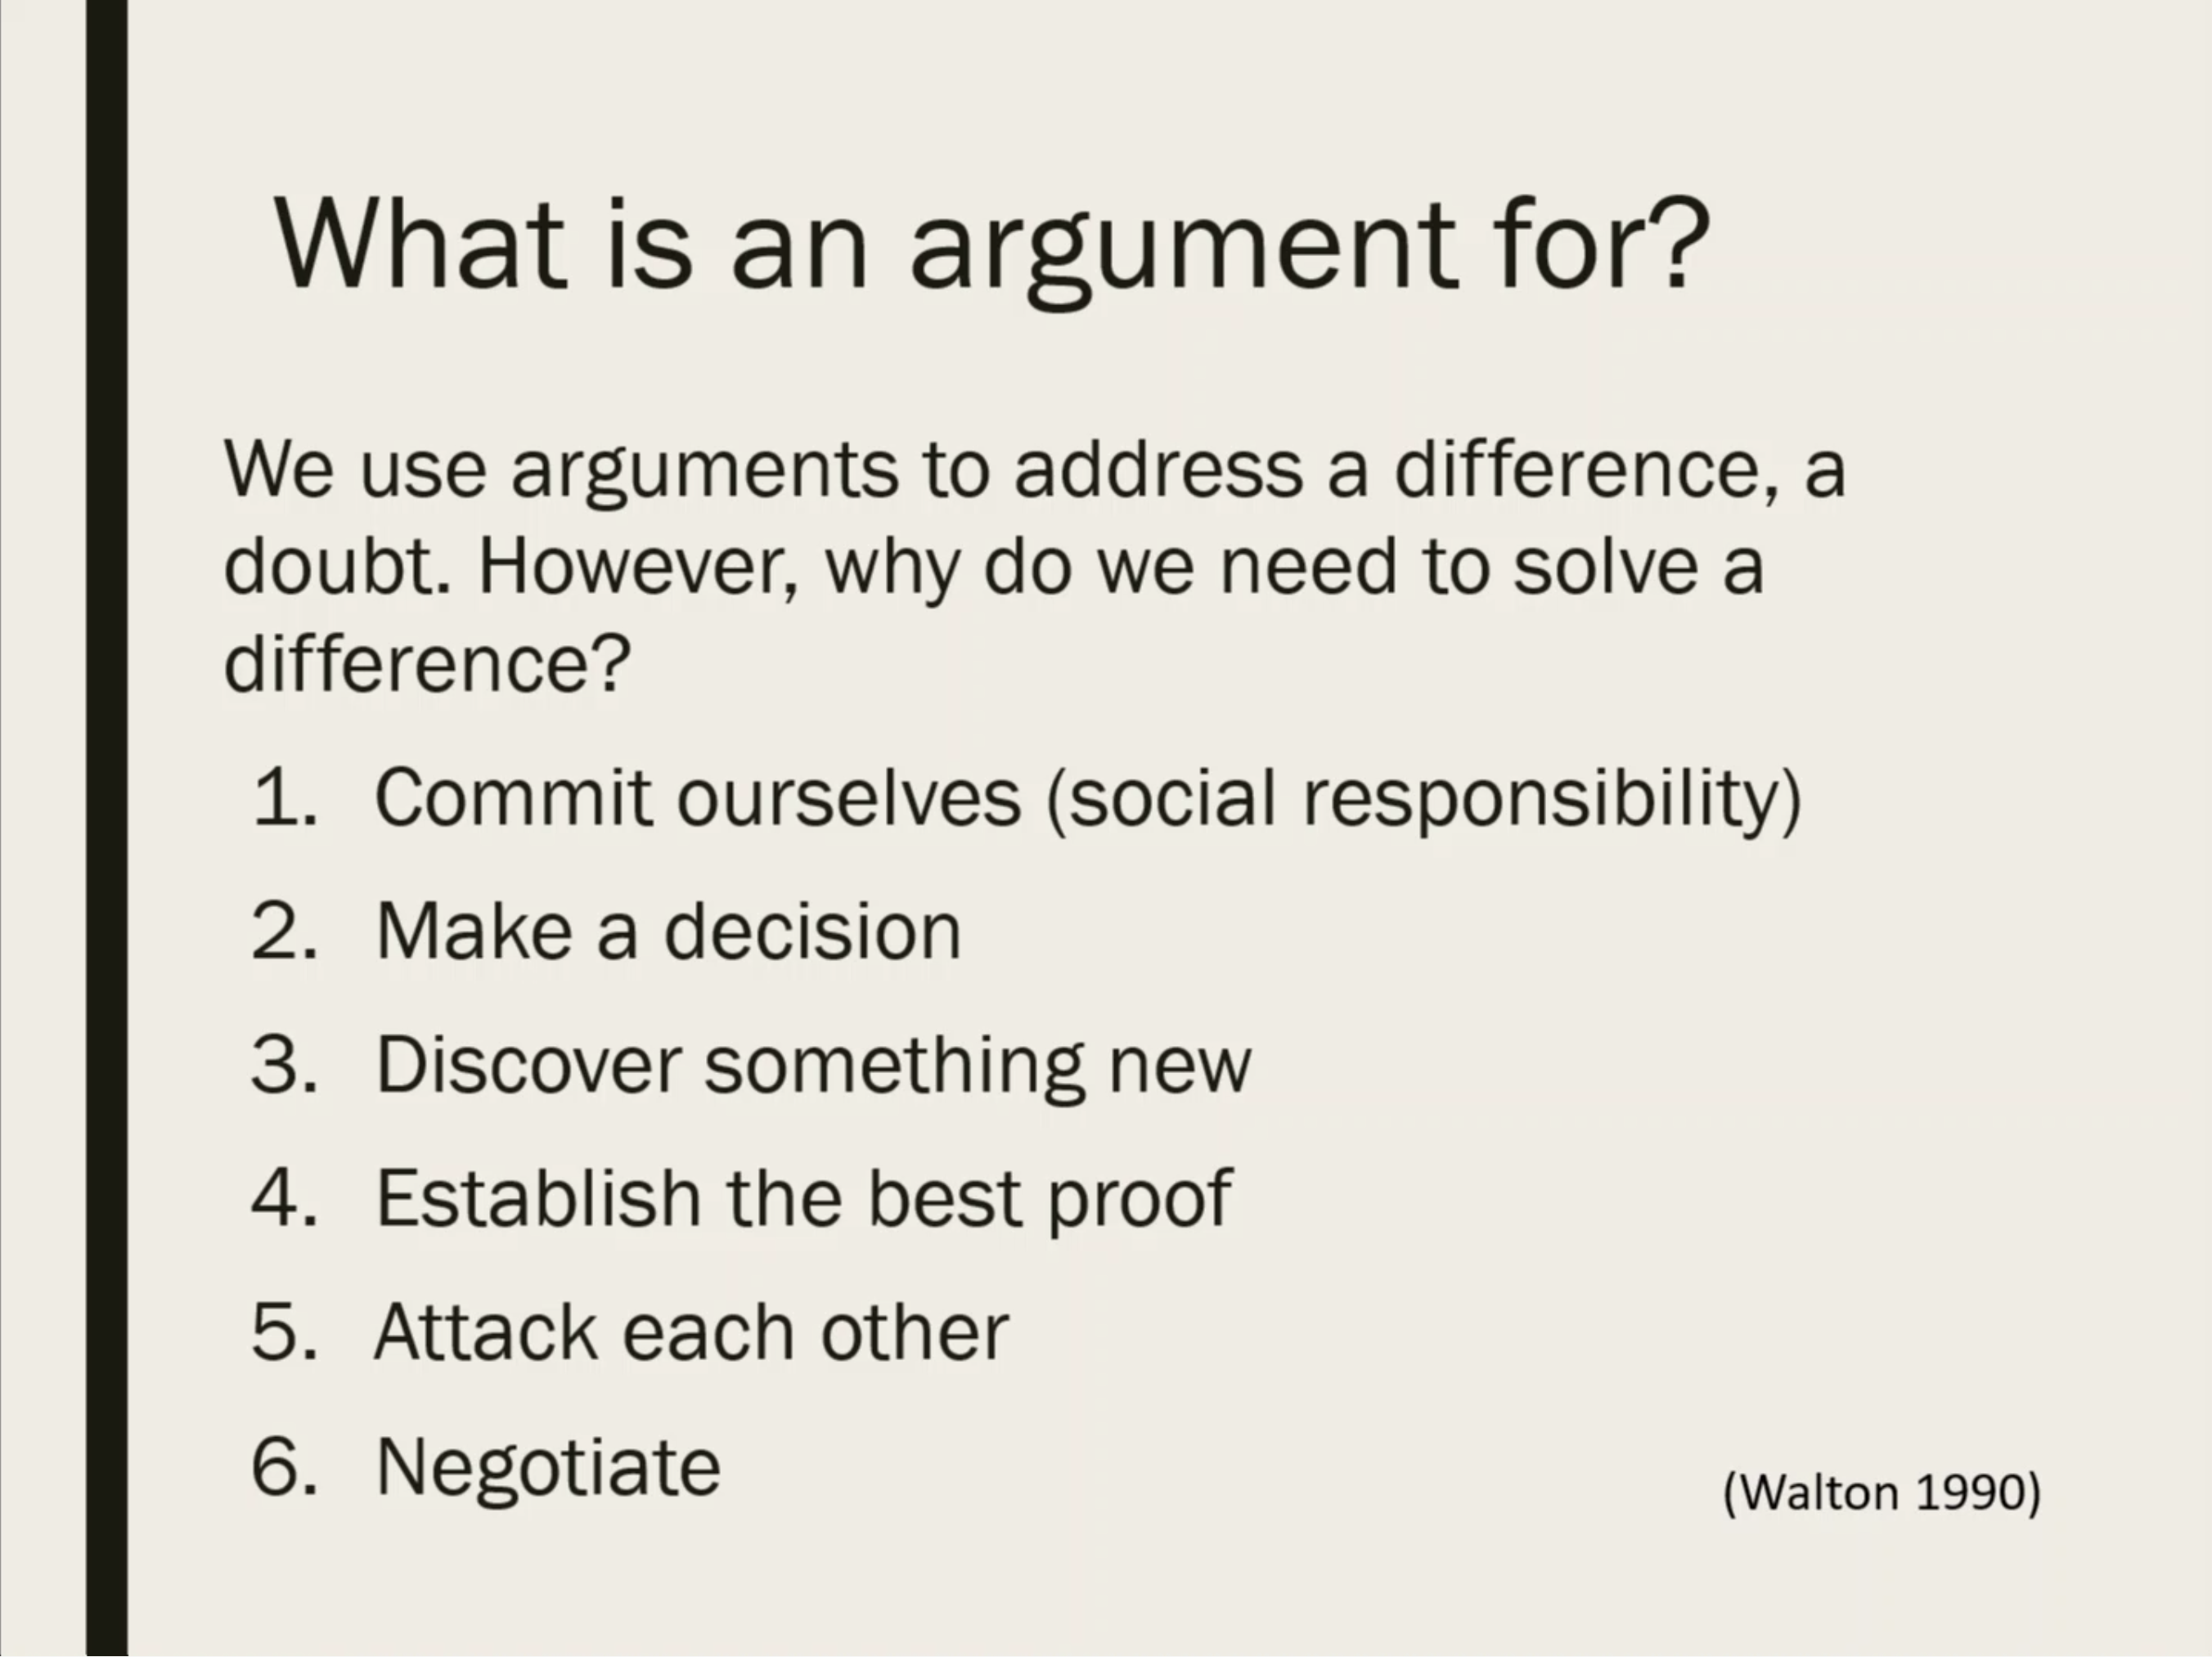 What is an argument for?
We use arguments to address a difference, a
doubt. However, why do we need to solve a
difference?
1. Commit ourselves (social responsibility)
2. Make a decision
3. Discover something new
4. Establish the best proof
5. Attack each other
6. Negotiate
(Walton 1990)